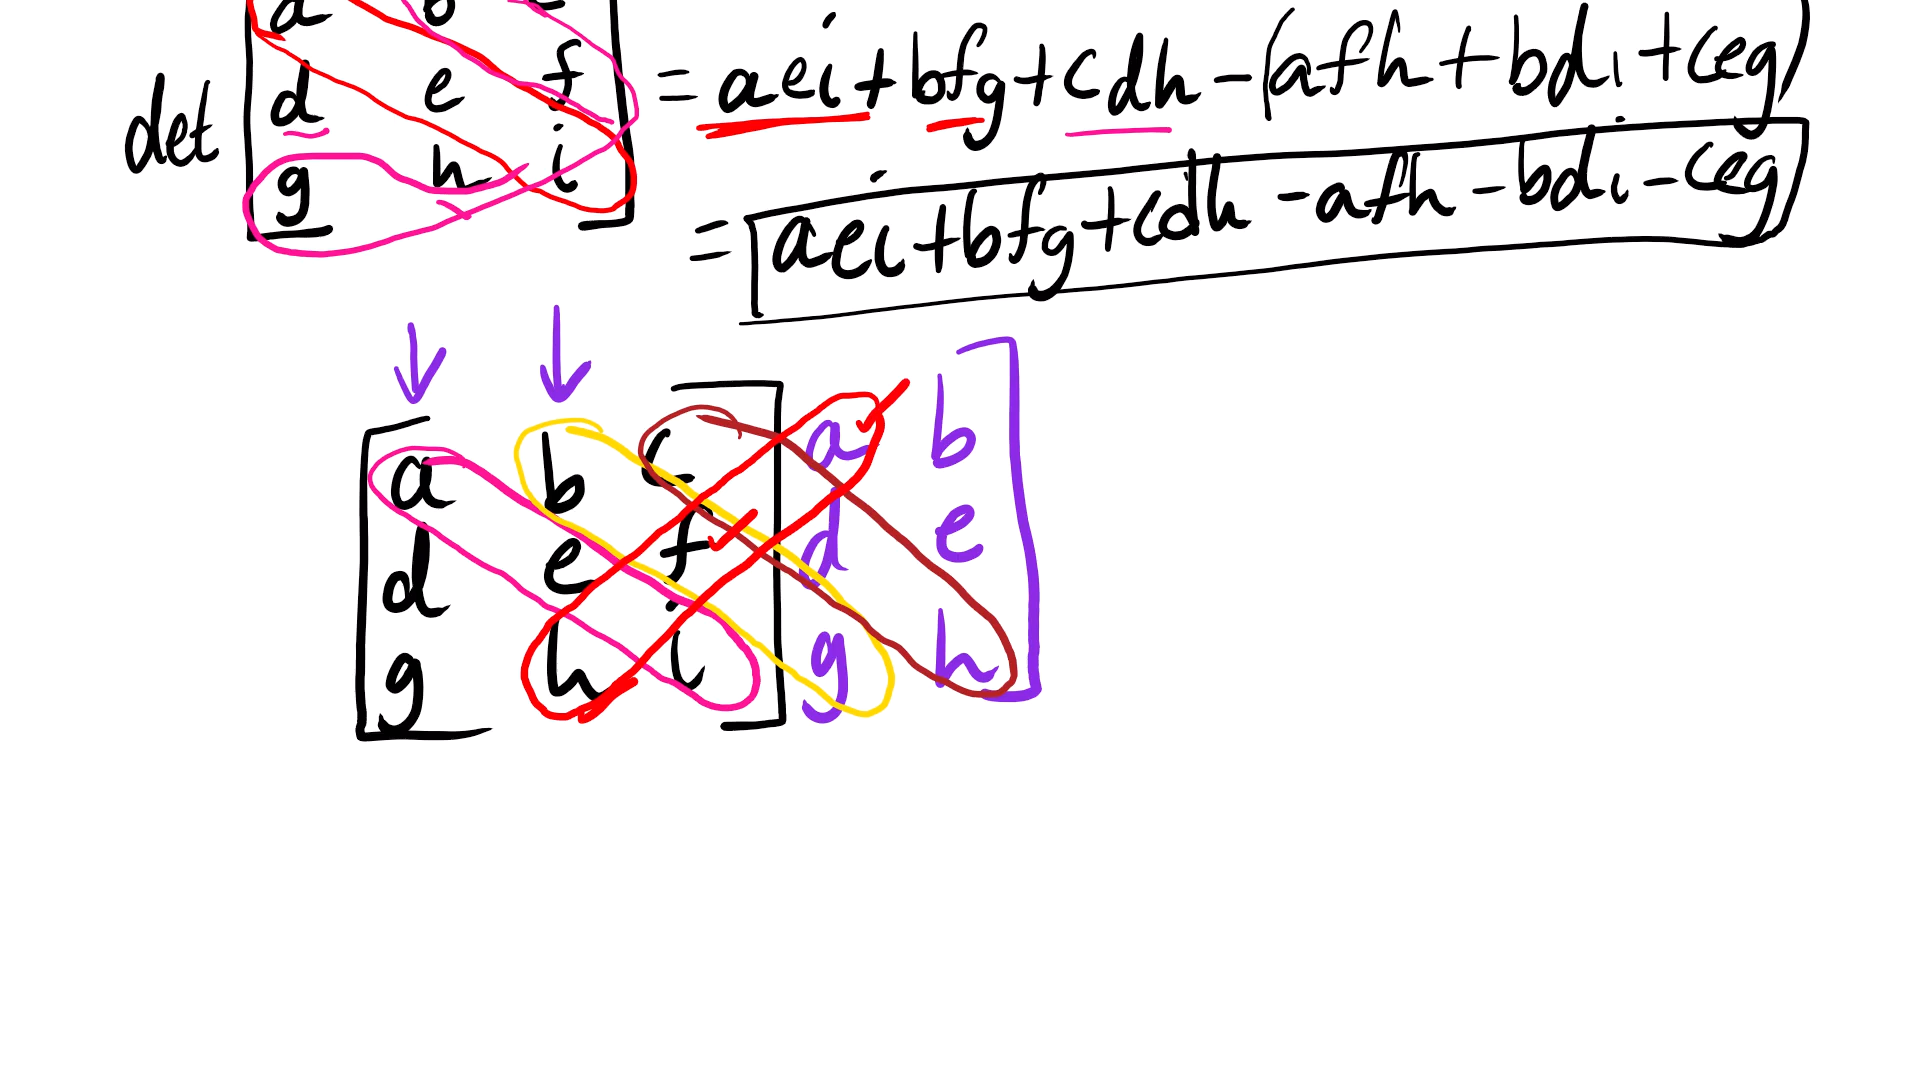 a b c
det d e f = aei + bfg + cdh - (afh + bdi + ceg)
g h i
= aei + bfg + cdh - afh - bdi - ceg
a b c a b
d e f d e
g h i g h